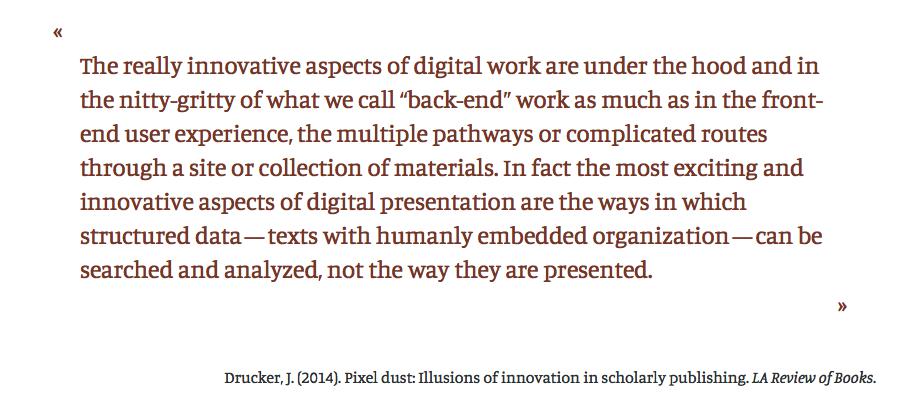 «
The really innovative aspects of digital work are under the hood and in
the nitty-gritty of what we call “back-end” work as much as in the front-
end user experience, the multiple pathways or complicated routes
through a site or collection of materials. In fact the most exciting and
innovative aspects of digital presentation are the ways in which
structured data—texts with humanly embedded organization—can be
searched and analyzed, not the way they are presented.
»
Drucker, J. (2014). Pixel dust: Illusions of innovation in scholarly publishing. LA Review of Books.